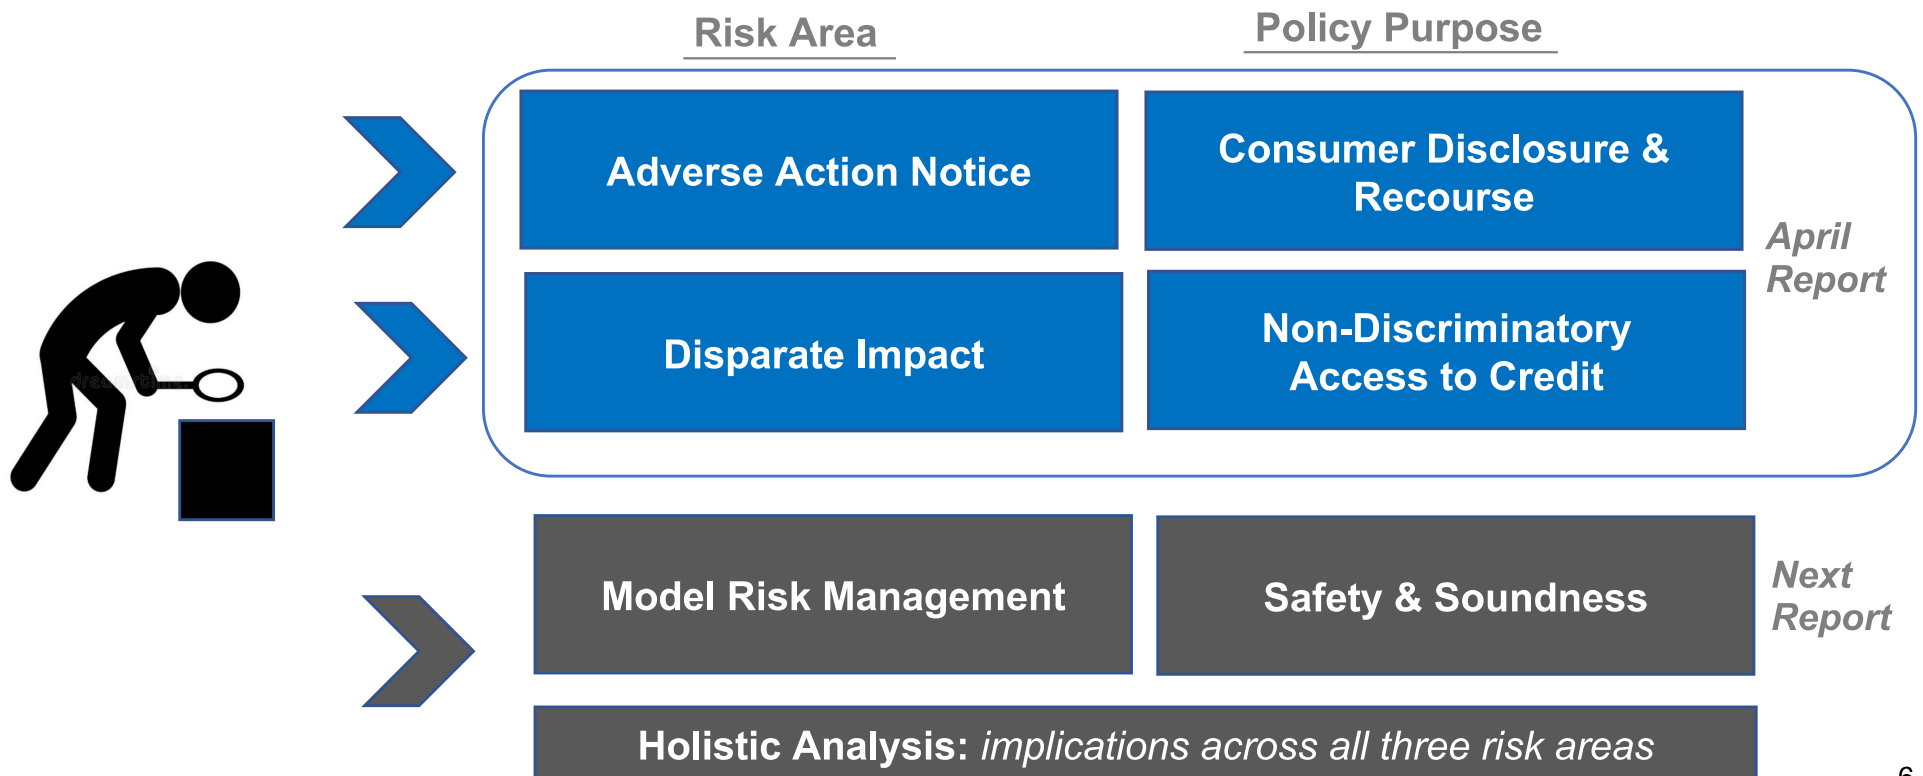 Risk Area
Policy Purpose
Adverse Action Notice
Consumer Disclosure &
Recourse
April
Report
Disparate Impact
Non-Discriminatory
Access to Credit
Model Risk Management
Safety & Soundness
Next
Report
Holistic Analysis: implications across all three risk areas